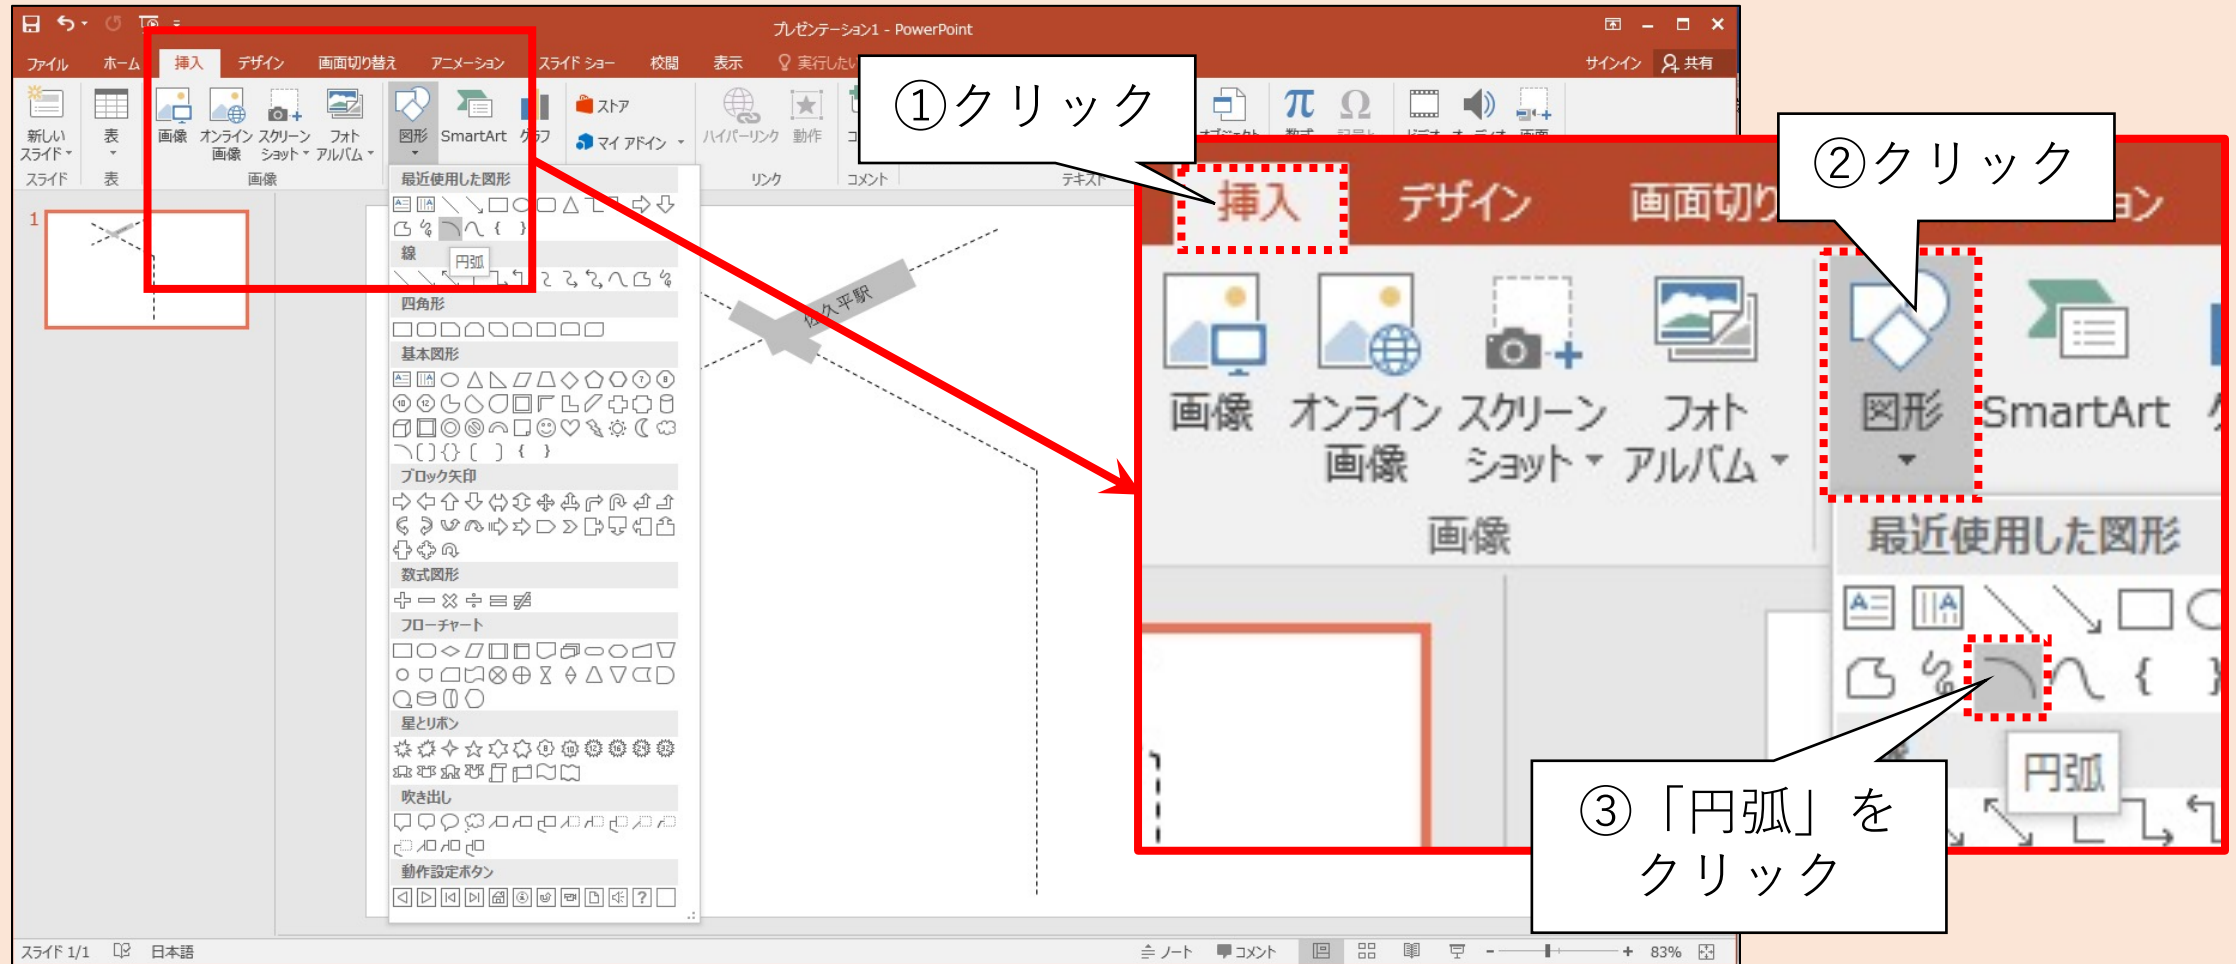 プレゼンテーション1 - PowerPoint
ファイル ホーム 挿入 デザイン 画面切り替え アニメーション スライド ショー 校閲 表示 実行したい サインイン 共有
新しい
スライド
表
画像
オンライン
画像
スクリーン
ショット
フォト
アルバム
図形
SmartArt
グラフ
ストア
マイ アドイン
ハイパーリンク
動作
スライド
表
画像
リンク
コメント
テキスト
①クリック
②クリック
③「円弧」を
クリック
最近使用した図形
線
円弧
四角形
基本図形
ブロック矢印
数式図形
フローチャート
星とリボン
吹き出し
動作設定ボタン
1
佐久平駅
挿入 デザイン 画面切り
画像
オンライン
画像
スクリーン
ショット
フォト
アルバム
図形
SmartArt
画像
最近使用した図形
円弧
スライド 1/1 日本語 ノート コメント 83%